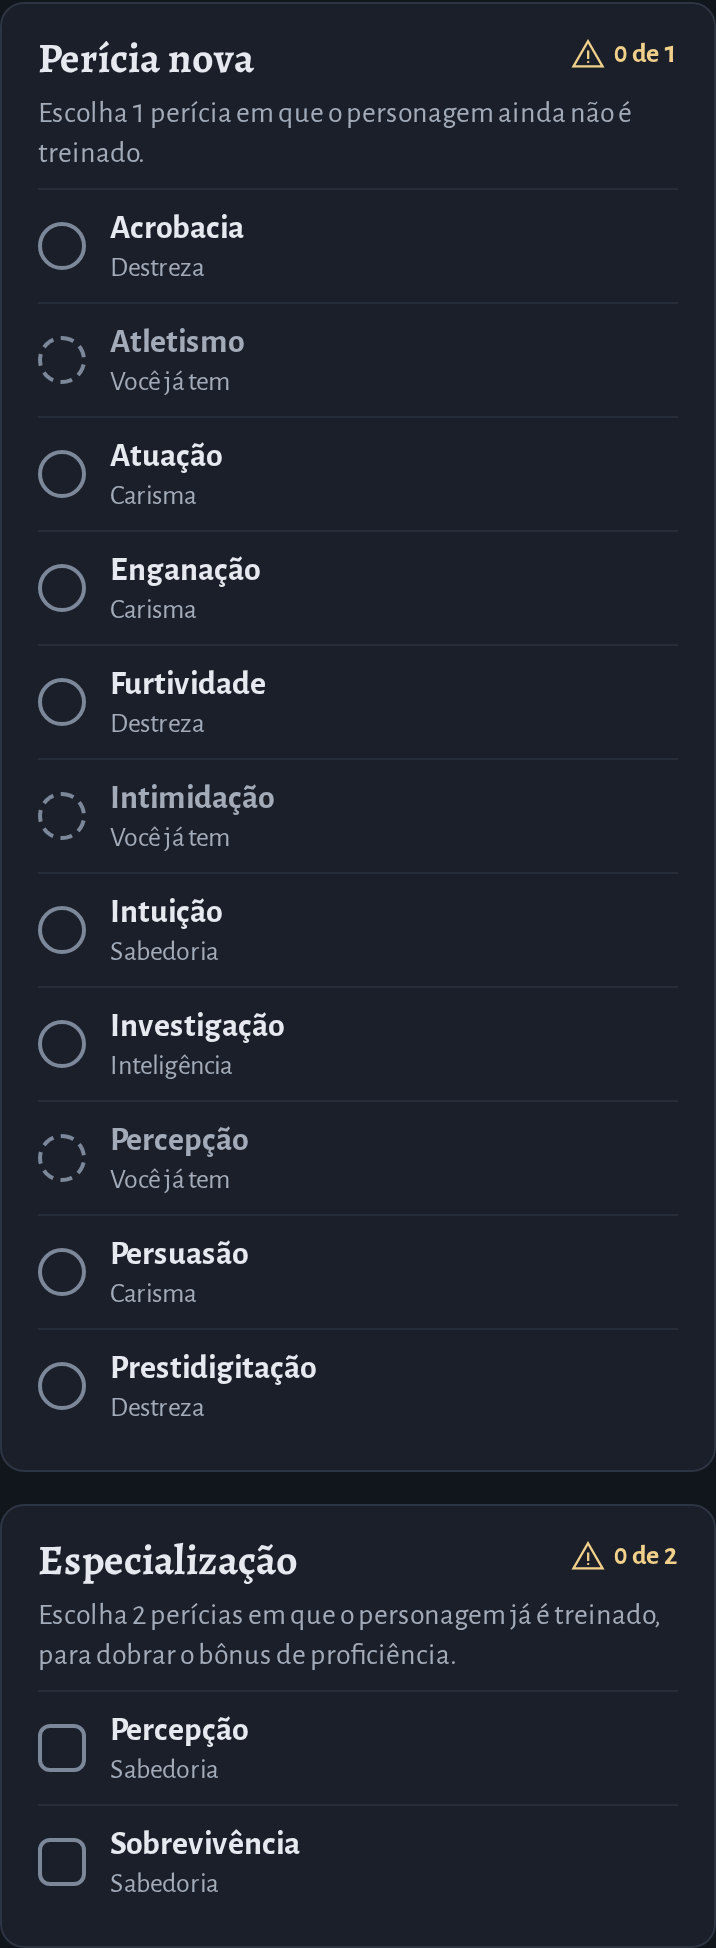 Perícia nova
0 de 1
Escolha 1 perícia em que o personagem ainda não é
treinado.
Acrobacia
Destreza
Atletismo
Você já tem
Atuação
Carisma
Enganação
Carisma
Furtividade
Destreza
Intimidação
Você já tem
Intuição
Sabedoria
Investigação
Inteligência
Percepção
Você já tem
Persuasão
Carisma
Prestidigitação
Destreza
Especialização
0 de 2
Escolha 2 perícias em que o personagem já é treinado,
para dobrar o bônus de proficiência.
Percepção
Sabedoria
Sobrevivência
Sabedoria